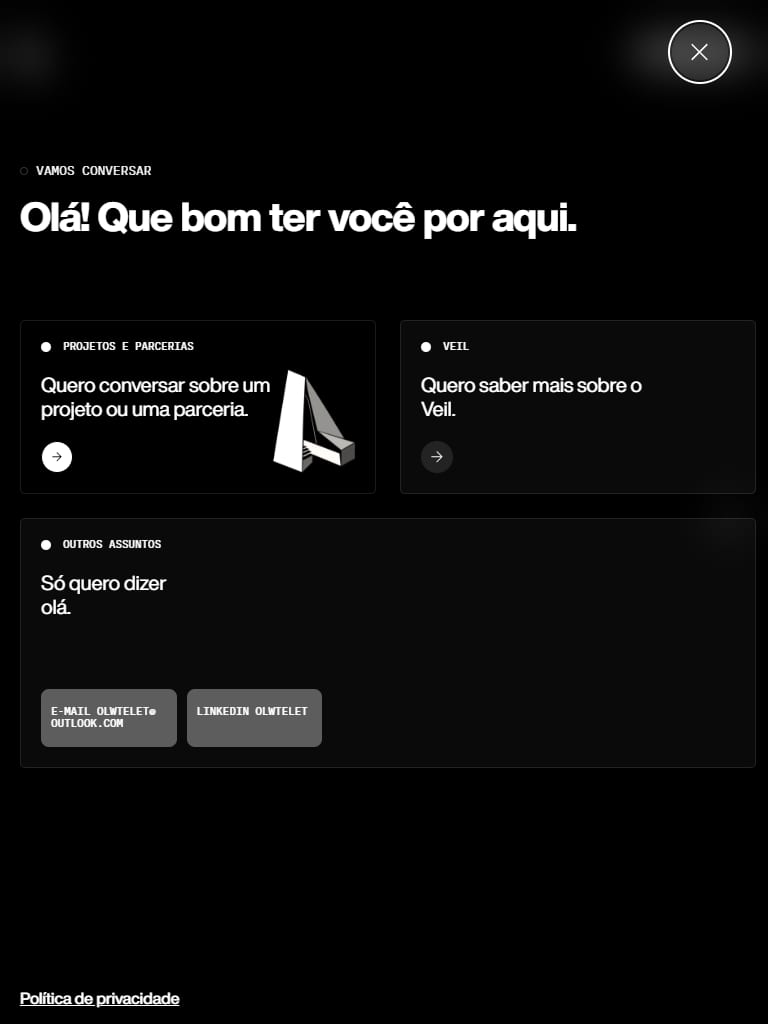 VAMOS CONVERSAR
Olá! Que bom ter você por aqui.
PROJETOS E PARCERIAS
Quero conversar sobre um
projeto ou uma parceria.
VEIL
Quero saber mais sobre o
Veil.
OUTROS ASSUNTOS
Só quero dizer
olá.
E-MAIL OLWTELET@
OUTLOOK.COM
LINKEDIN OLWTELET
Política de privacidade